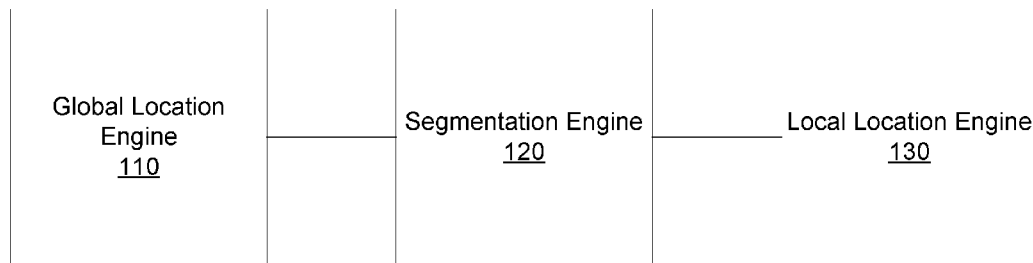 Global Location
Engine
110
Segmentation Engine
120
Local Location Engine
130